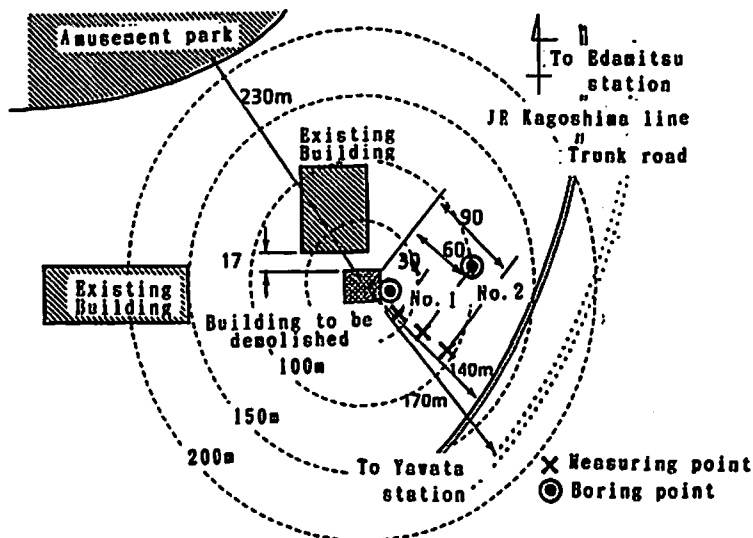 Amusement park
To Edamitsu
station
JR Kagoshima line
Trunk road
230m
Existing
Building
17
90
60
30
No. 1
No. 2
Existing
Building
Building to be
demolished
100m
140m
170m
150m
200m
To Yawata
station
Measuring point
Boring point